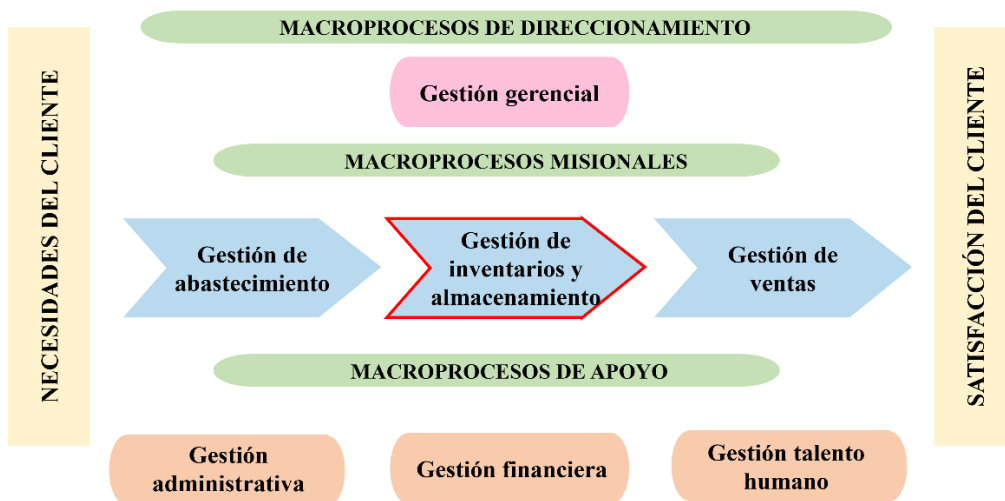 MACROPROCESOS DE DIRECCIONAMIENTO
NECESIDADES DEL CLIENTE
Gestión gerencial
MACROPROCESOS MISIONALES
Gestión de
abastecimiento
Gestión de
inventarios y
almacenamiento
Gestión de
ventas
MACROPROCESOS DE APOYO
Gestión
administrativa
Gestión financiera
Gestión talento
humano
SATISFACCIÓN DEL CLIENTE